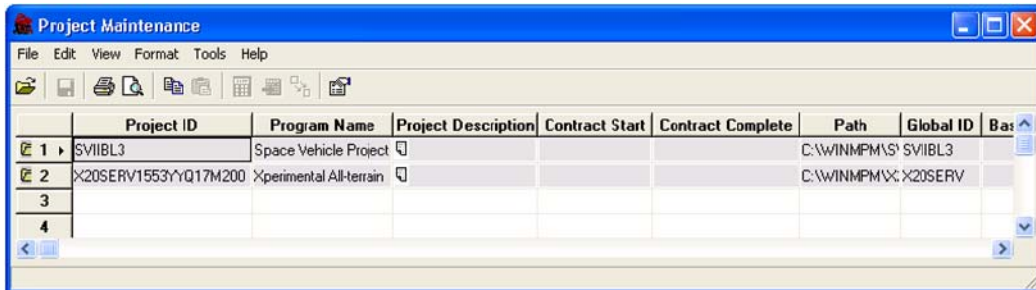 Project Maintenance
File Edit View Format Tools Help
Project ID Program Name Project Description Contract Start Contract Complete Path Global ID Bas
1 SVIIBL3 Space Vehicle Project C:\WINMPM\S SVIIBL3
2 X20SERV1553YYQ17M200 Xperimental All-terrain C:\WINMPM\X X20SERV
3
4